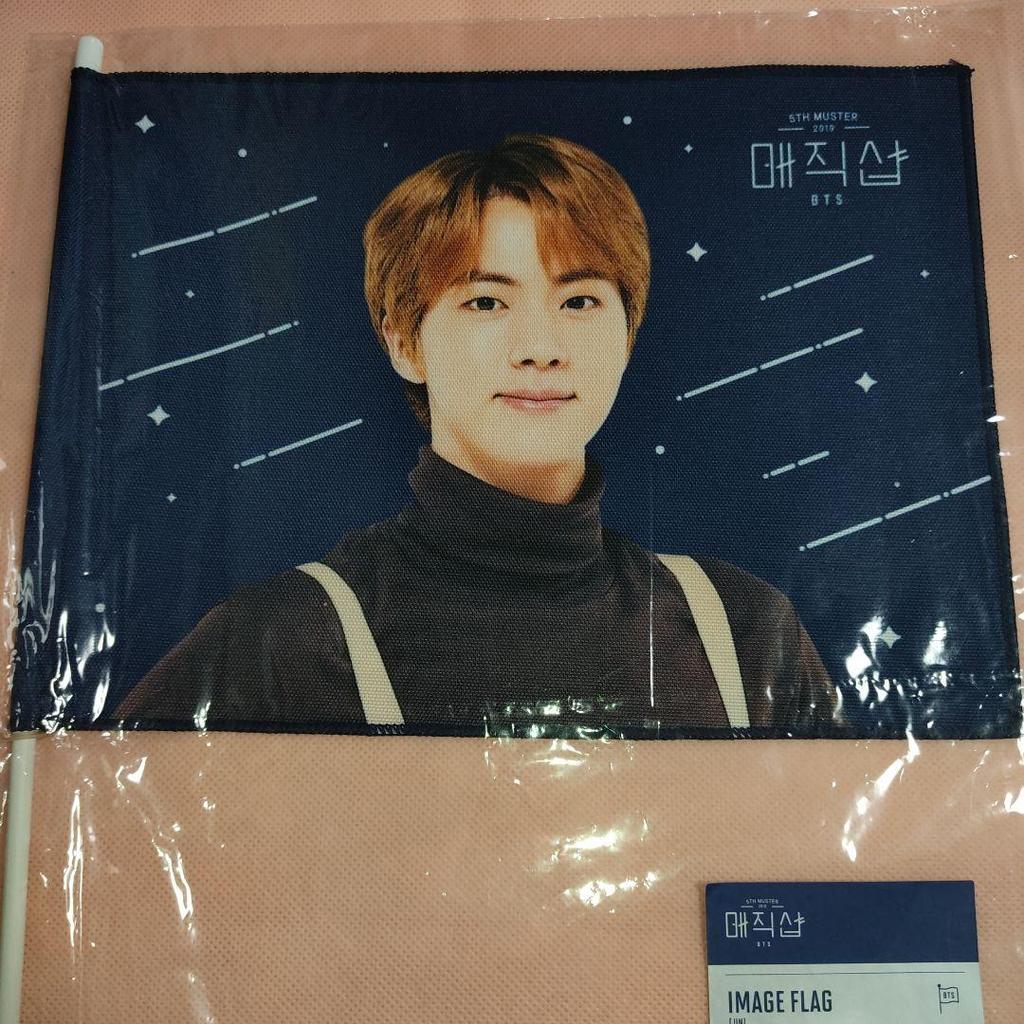 5TH MUSTER
2019
매직샵
BTS
5TH MUSTER
2019
매직샵
BTS
IMAGE FLAG
BTS
[JIN]